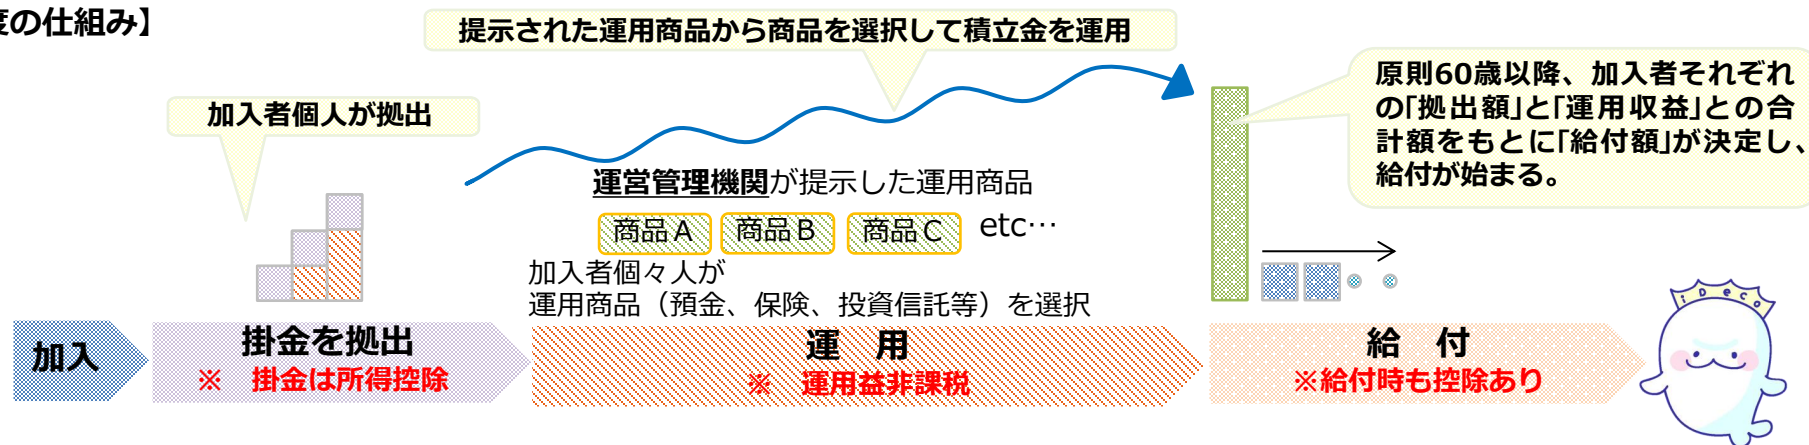 度の仕組み】
提示された運用商品から商品を選択して積立金を運用
加入者個人が拠出
原則60歳以降、加入者それぞれ
の「拠出額」と「運用収益」との合
計額をもとに「給付額」が決定し、
給付が始まる。
運営管理機関が提示した運用商品
商品A 商品B 商品C etc…
加入者個々人が
運用商品（預金、保険、投資信託等）を選択
加入
掛金を拠出
※ 掛金は所得控除
運 用
※ 運用益非課税
給 付
※給付時も控除あり
iDeCo